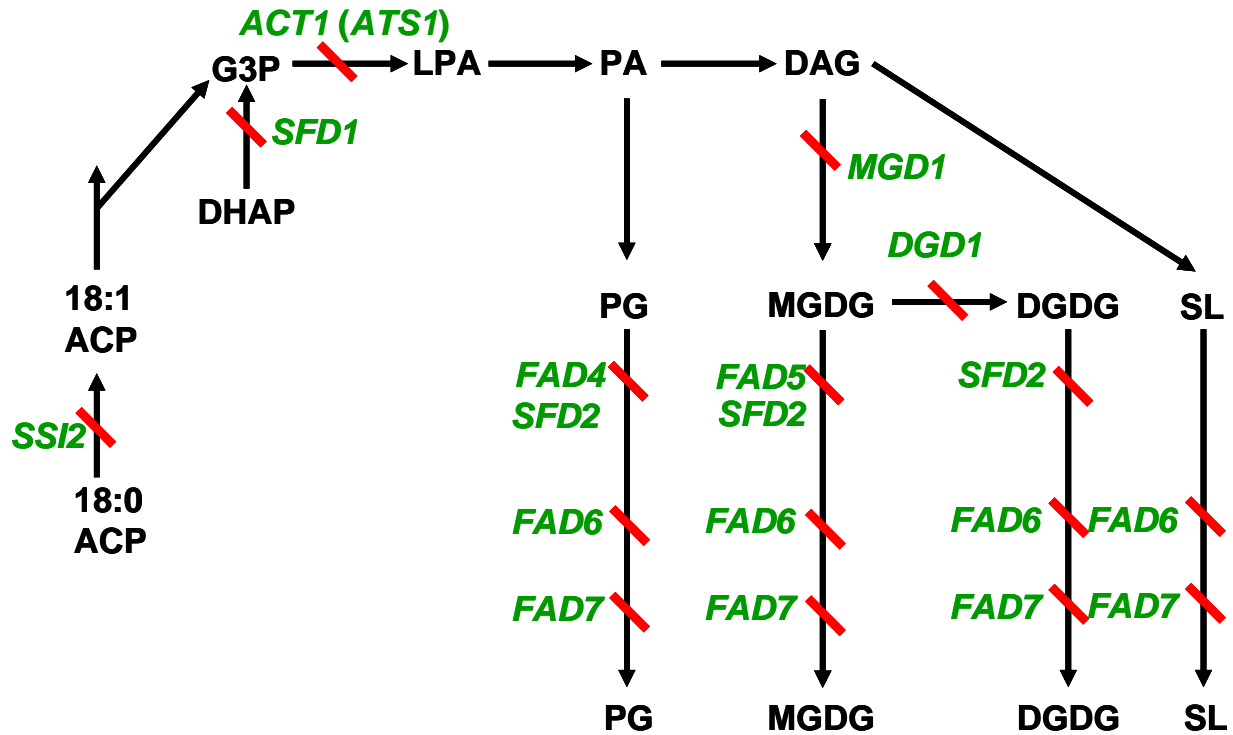 ACT1 (ATS1)
G3P
LPA
PA
DAG
SFD1
MGD1
DHAP
DGD1
18:1
ACP
PG
MGDG
DGDG
SL
FAD4
SFD2
FAD5
SFD2
SFD2
SSI2
18:0
ACP
FAD6
FAD6
FAD6
FAD6
FAD7
FAD7
FAD7
FAD7
PG
MGDG
DGDG
SL